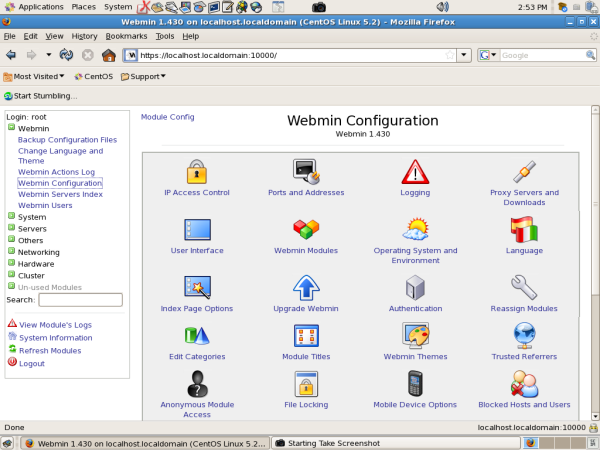 Applications Places System 2:53 PM
Webmin 1.430 on localhost.localdomain (CentOS Linux 5.2) - Mozilla Firefox
File Edit View History Bookmarks Tools Help
https://localhost.localdomain:10000/ Google
Most Visited CentOS Support
Start Stumbling...
Login: root
Webmin
Backup Configuration Files
Change Language and
Theme
Webmin Actions Log
Webmin Configuration
Webmin Servers Index
Webmin Users
System
Servers
Others
Networking
Hardware
Cluster
Un-used Modules
Search:
View Module's Logs
System Information
Refresh Modules
Logout
Module Config
Webmin Configuration
Webmin 1.430
IP Access Control
Ports and Addresses
Logging
Proxy Servers and
Downloads
User Interface
Webmin Modules
Operating System and
Environment
Language
Index Page Options
Upgrade Webmin
Authentication
Reassign Modules
Edit Categories
Module Titles
Webmin Themes
Trusted Referrers
Anonymous Module
Access
File Locking
Mobile Device Options
Blocked Hosts and Users
Done localhost.localdomain:10000
Webmin 1.430 on localhost.localdomain (CentOS Linux 5.2... Starting Take Screenshot